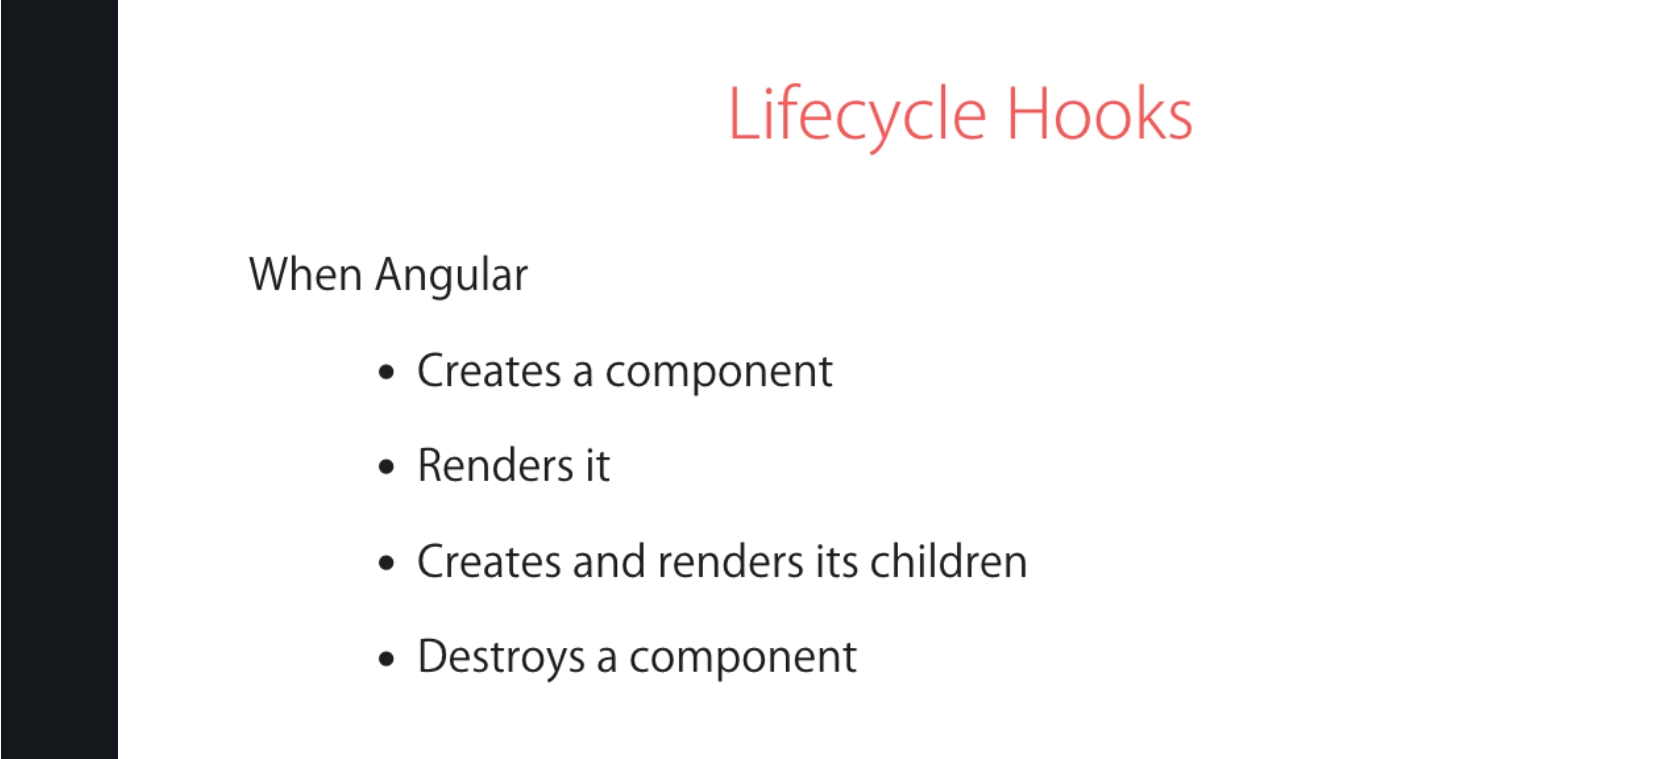 Lifecycle Hooks
When Angular
• Creates a component
• Renders it
• Creates and renders its children
• Destroys a component